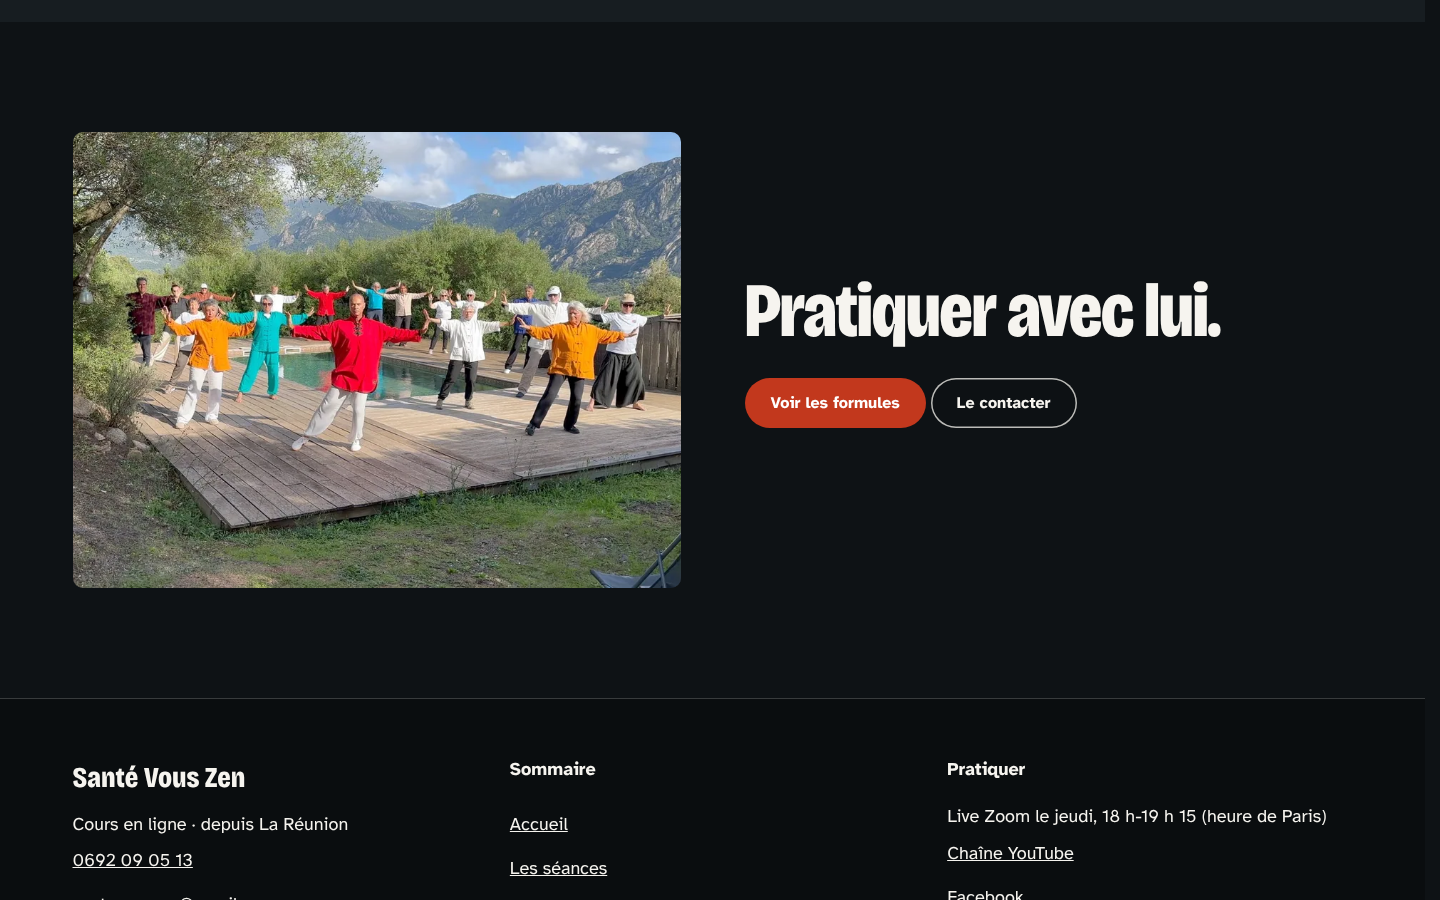 Pratiquer avec lui.
Voir les formules
Le contacter
Santé Vous Zen
Cours en ligne · depuis La Réunion
0692 09 05 13
Sommaire
Accueil
Les séances
Pratiquer
Live Zoom le jeudi, 18 h-19 h 15 (heure de Paris)
Chaîne YouTube
Facebook